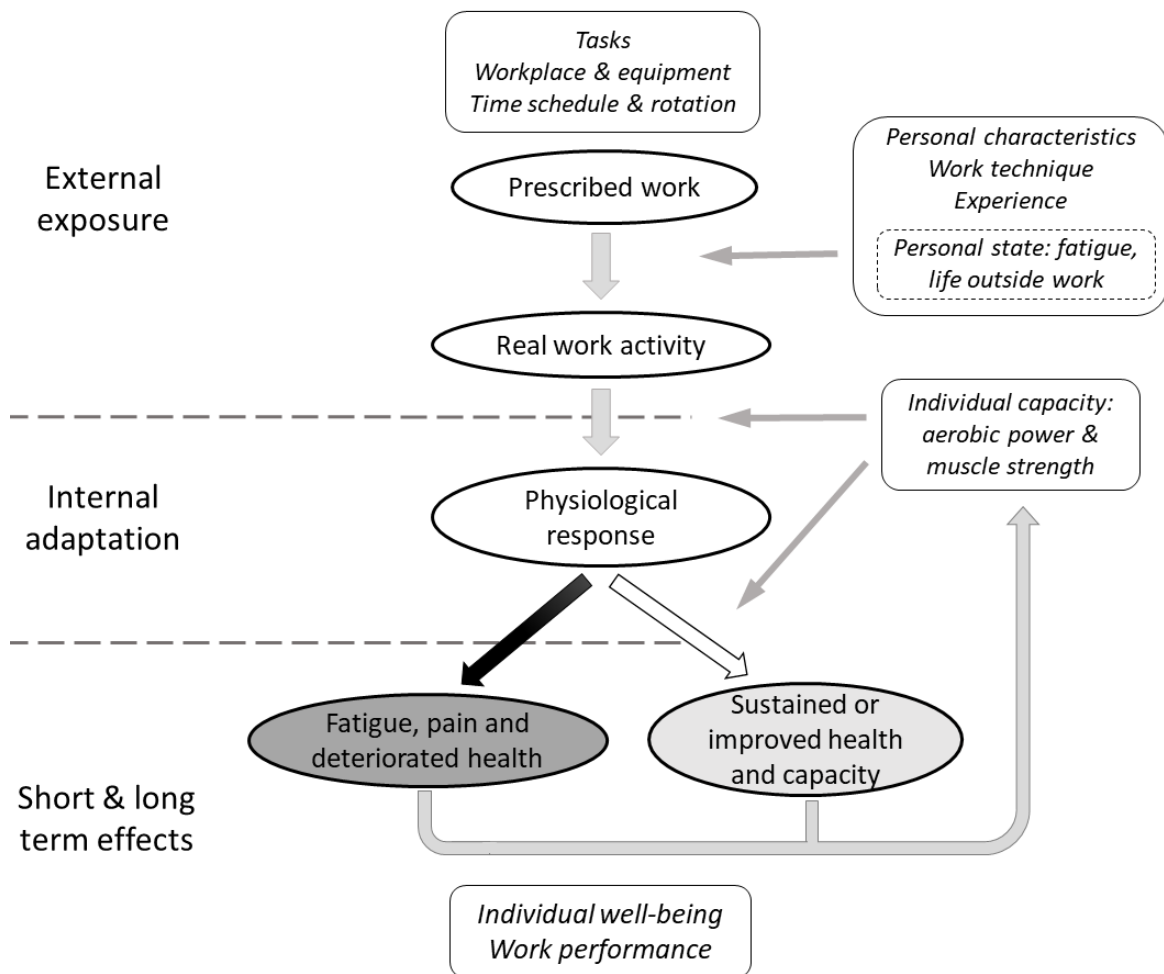 Tasks
Workplace & equipment
Time schedule & rotation
External
exposure
Prescribed work
Personal characteristics
Work technique
Experience
Personal state: fatigue,
life outside work
Real work activity
Individual capacity:
aerobic power &
muscle strength
Internal
adaptation
Physiological
response
Fatigue, pain and
deteriorated health
Sustained or
improved health
and capacity
Short & long
term effects
Individual well-being
Work performance